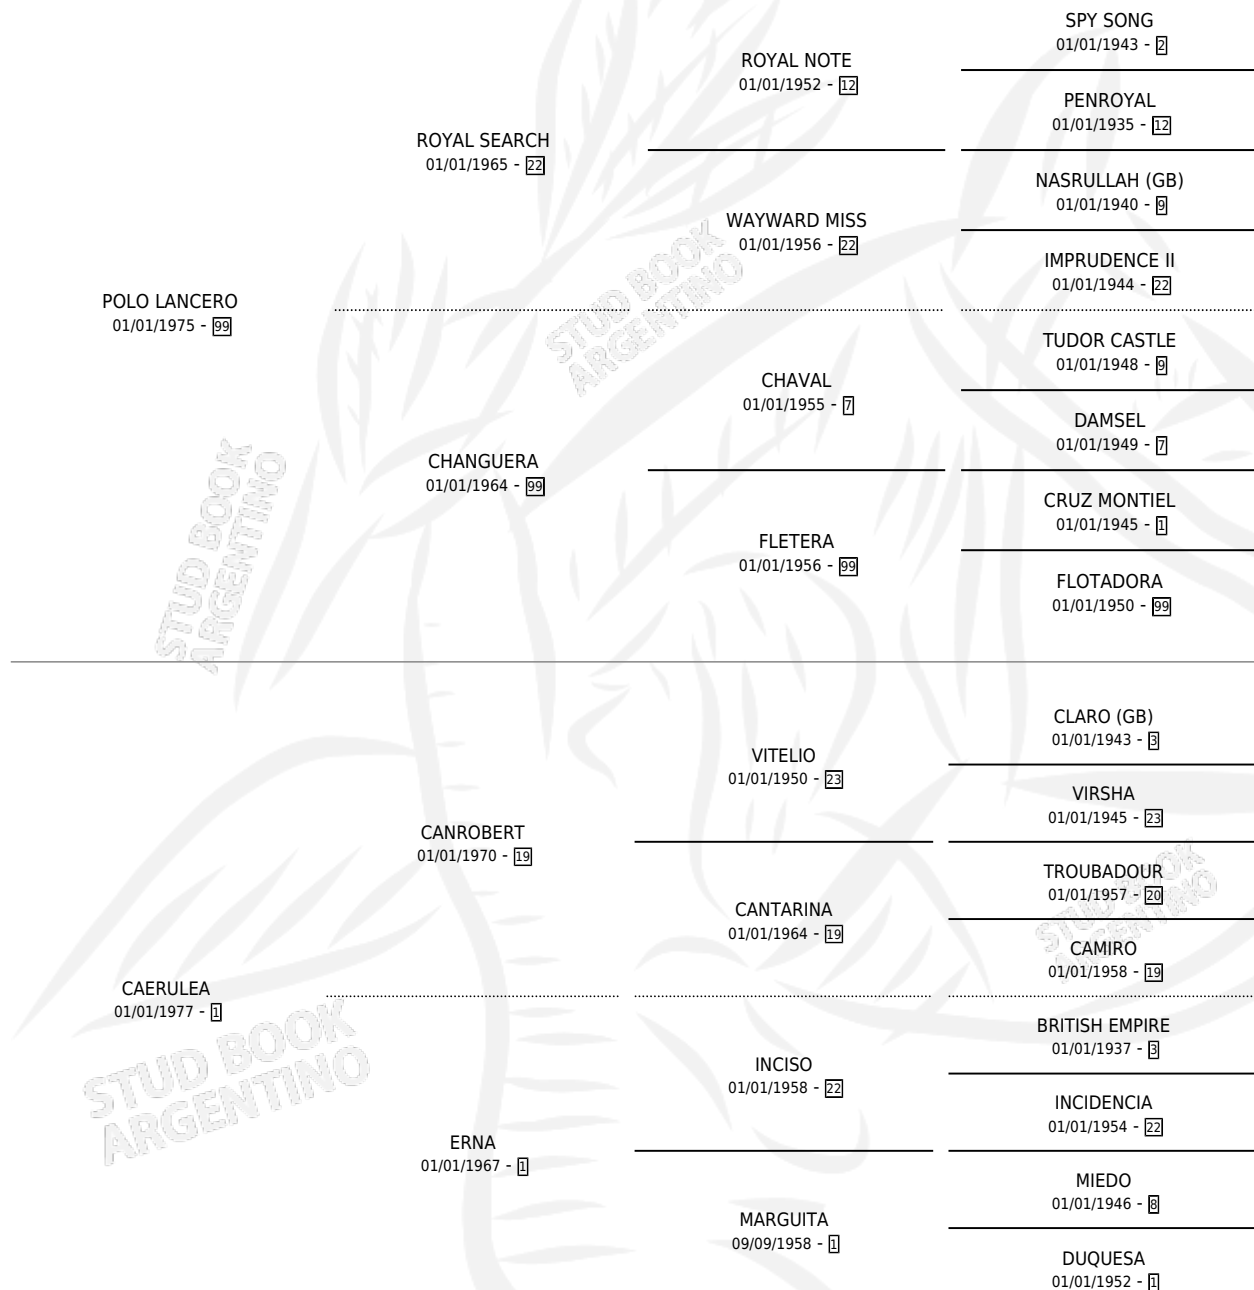 POLO LANCERO
01/01/1975 - 99
ROYAL SEARCH
01/01/1965 - 22
CHANGUERA
01/01/1964 - 99
ROYAL NOTE
01/01/1952 - 12
WAYWARD MISS
01/01/1956 - 22
CHAVAL
01/01/1955 - 7
FLETERA
01/01/1956 - 99
SPY SONG
01/01/1943 - 2
PENROYAL
01/01/1935 - 12
NASRULLAH (GB)
01/01/1940 - 9
IMPRUDENCE II
01/01/1944 - 22
TUDOR CASTLE
01/01/1948 - 9
DAMSEL
01/01/1949 - 7
CRUZ MONTIEL
01/01/1945 - 1
FLOTADORA
01/01/1950 - 99
STUD BOOK
ARGENTINO
STUD BOOK
ARGENTINO
CAERULEA
01/01/1977 - 1
CANROBERT
01/01/1970 - 19
ERNA
01/01/1967 - 1
VITELIO
01/01/1950 - 23
CANTARINA
01/01/1964 - 19
INCISO
01/01/1958 - 22
MARGUITA
09/09/1958 - 1
CLARO (GB)
01/01/1943 - 3
VIRSHA
01/01/1945 - 23
TROUBADOUR
01/01/1957 - 20
CAMIRO
01/01/1958 - 19
BRITISH EMPIRE
01/01/1937 - 3
INCIDENCIA
01/01/1954 - 22
MIEDO
01/01/1946 - 8
DUQUESA
01/01/1952 - 1
STUD BOOK
ARGENTINO
STUD BOOK
ARGENTINO